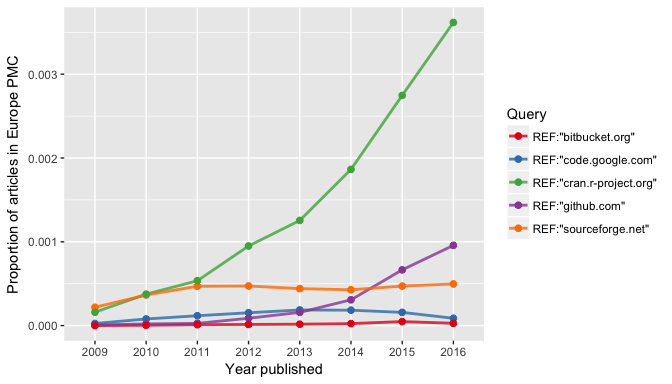 Proportion of articles in Europe PMC
0.003
0.002
0.001
0.000
2009 2010 2011 2012 2013 2014 2015 2016
Year published
Query
REF:"bitbucket.org"
REF:"code.google.com"
REF:"cran.r-project.org"
REF:"github.com"
REF:"sourceforge.net"